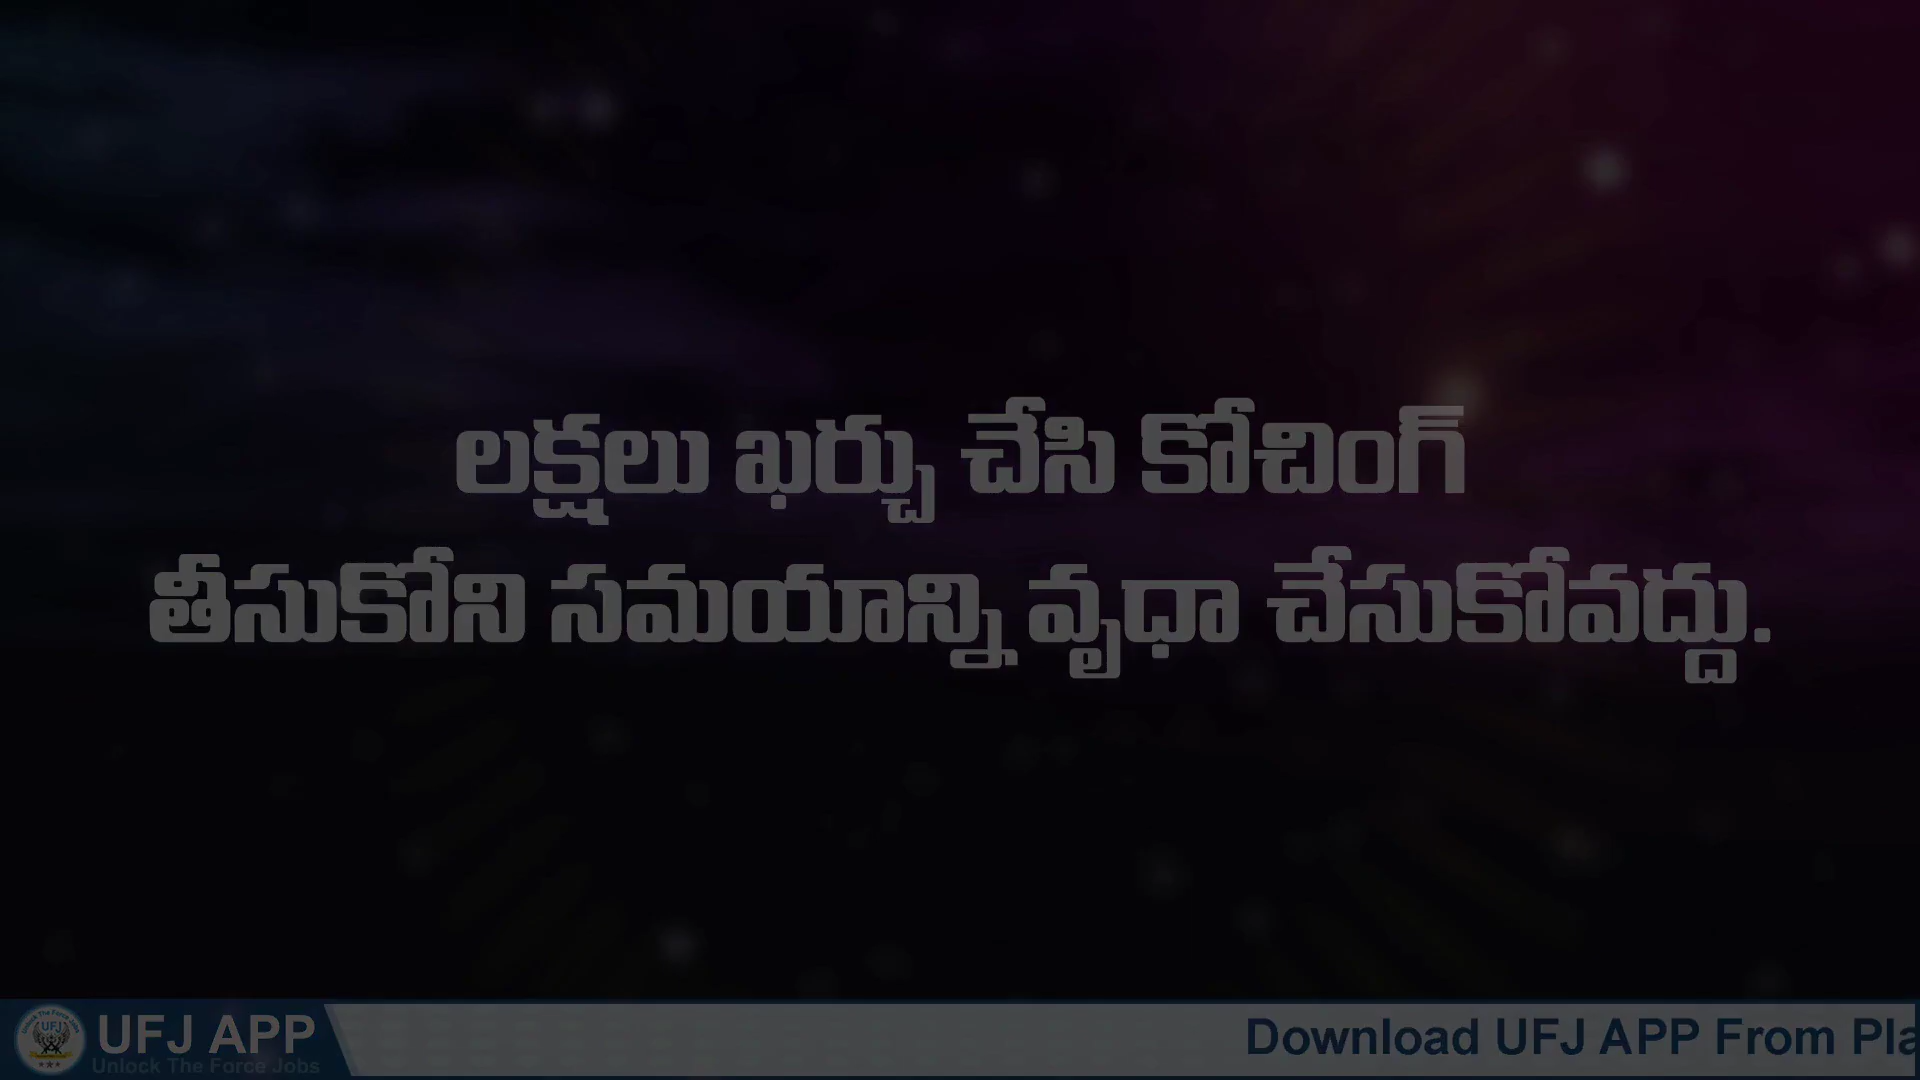 లక్షలు ఖర్చు చేసి కోచింగ్
తీసుకోని సమయాన్ని వృధా చేసుకోవద్దు.
UFJ APP
Unlock The Force Jobs
Download UFJ APP From Pla